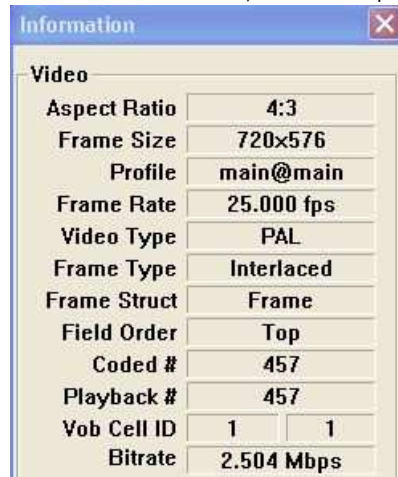 Information
Video
Aspect Ratio 4:3
Frame Size 720x576
Profile main@main
Frame Rate 25.000 fps
Video Type PAL
Frame Type Interlaced
Frame Struct Frame
Field Order Top
Coded # 457
Playback # 457
Vob Cell ID 1 1
Bitrate 2.504 Mbps